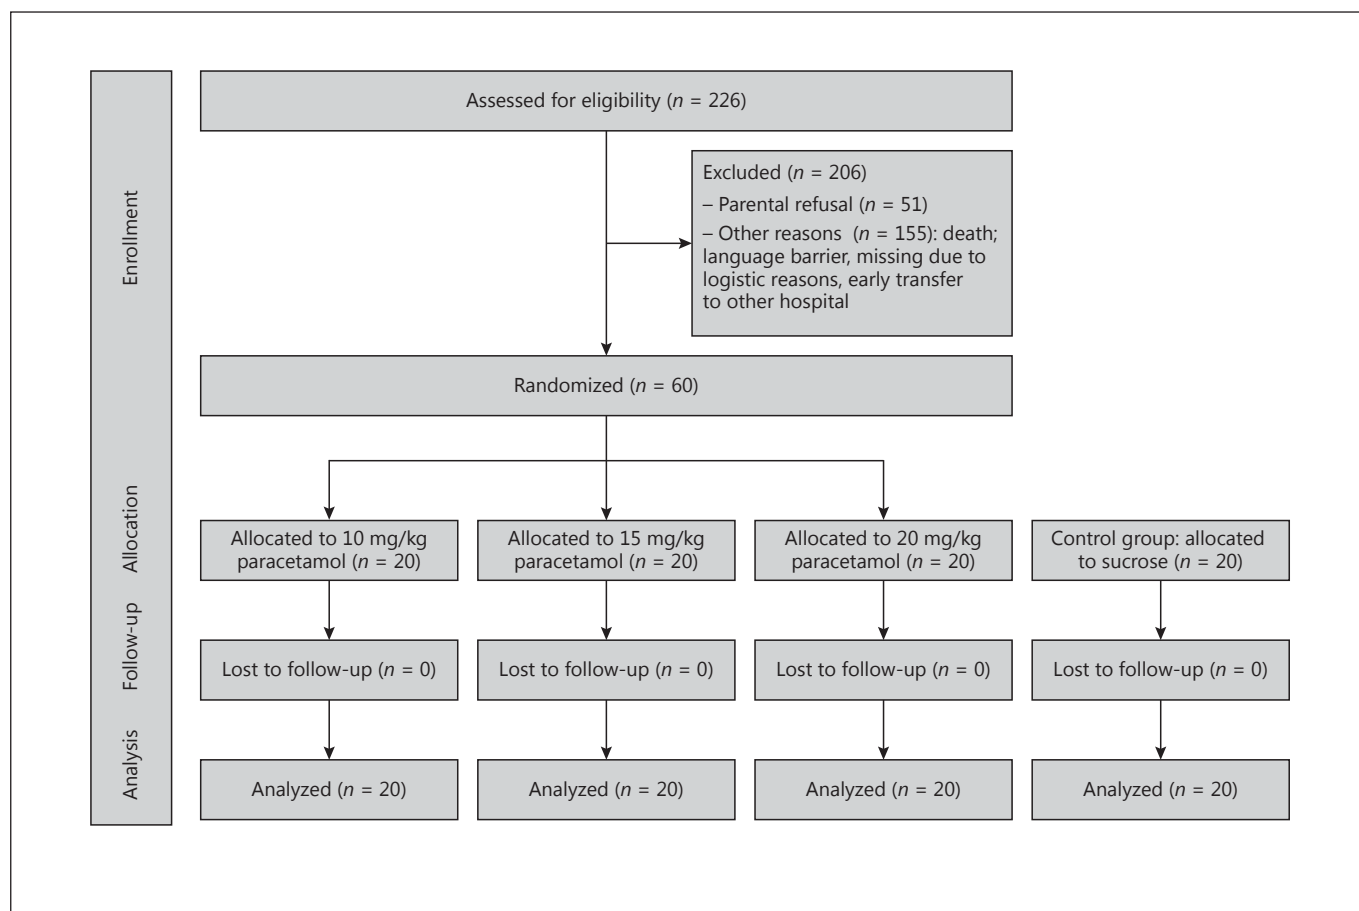 Assessed for eligibility (n = 226)
Excluded (n = 206)
– Parental refusal (n = 51)
– Other reasons (n = 155): death;
language barrier, missing due to
logistic reasons, early transfer
to other hospital
Enrollment
Randomized (n = 60)
Allocation
Allocated to 10 mg/kg
paracetamol (n = 20)
Allocated to 15 mg/kg
paracetamol (n = 20)
Allocated to 20 mg/kg
paracetamol (n = 20)
Control group: allocated
to sucrose (n = 20)
Follow-up
Lost to follow-up (n = 0)
Lost to follow-up (n = 0)
Lost to follow-up (n = 0)
Lost to follow-up (n = 0)
Analysis
Analyzed (n = 20)
Analyzed (n = 20)
Analyzed (n = 20)
Analyzed (n = 20)